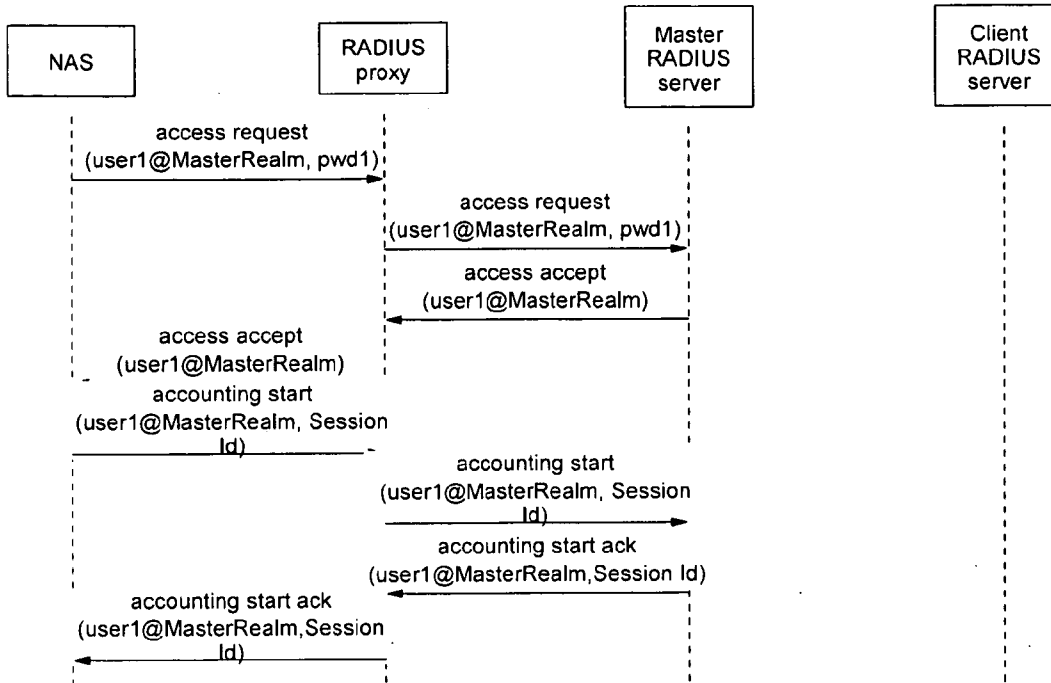 NAS
RADIUS
proxy
Master
RADIUS
server
Client
RADIUS
server
access request
(user1@MasterRealm, pwd1)
access request
(user1@MasterRealm, pwd1)
access accept
(user1@MasterRealm)
access accept
(user1@MasterRealm)
accounting start
(user1@MasterRealm, Session
Id)
accounting start
(user1@MasterRealm, Session
Id)
accounting start ack
(user1@MasterRealm,Session Id)
accounting start ack
(user1@MasterRealm,Session
Id)